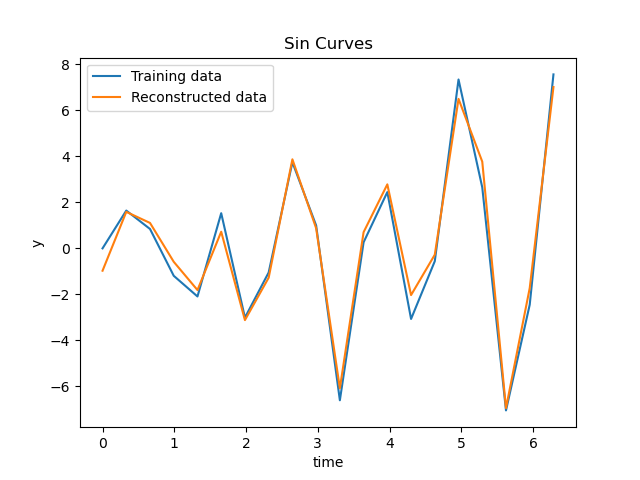 Sin Curves
Training data
Reconstructed data
8
6
4
2
0
−2
−4
−6
y
0 1 2 3 4 5 6
time